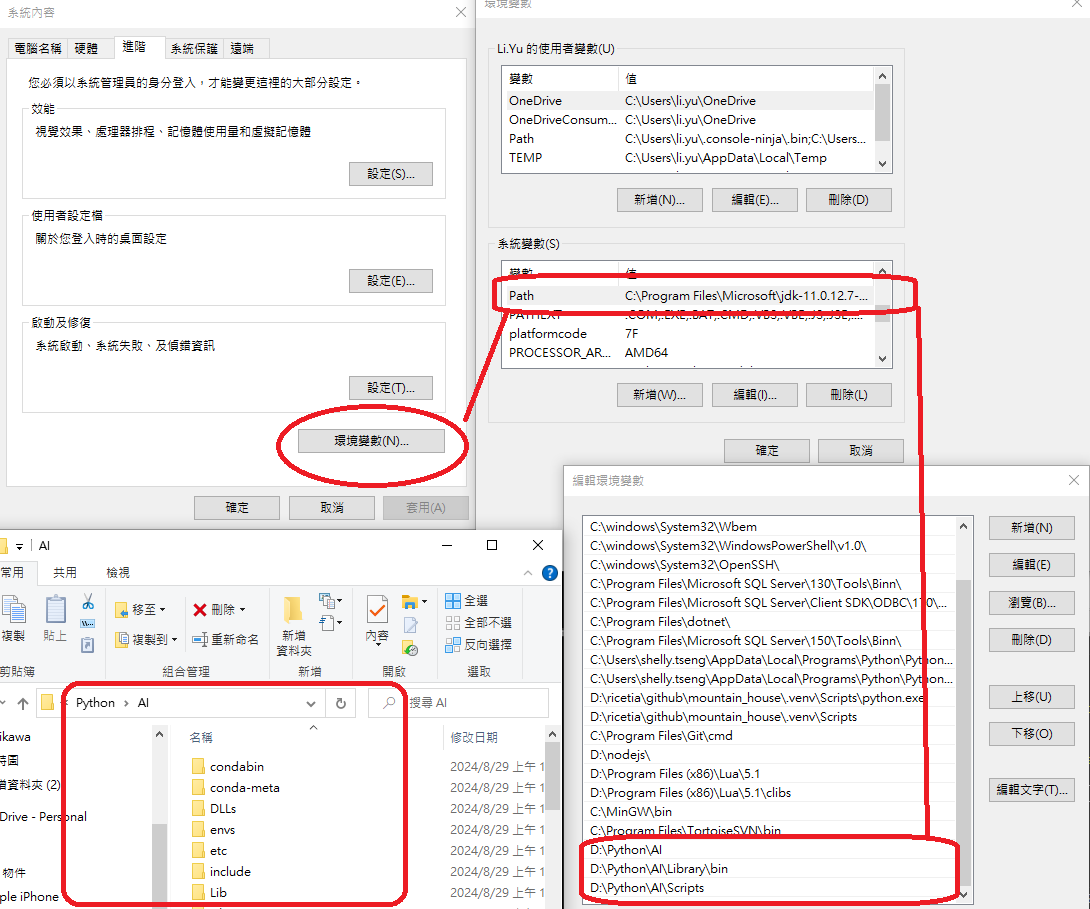 系統內容
電腦名稱
硬體
進階
系統保護
遠端
您必須以系統管理員的身分登入，才能變更這裡的大部分設定。
效能
視覺效果、處理器排程、記憶體使用量和虛擬記憶體
設定(S)...
使用者設定檔
關於您登入時的桌面設定
設定(E)...
啟動及修復
系統啟動、系統失敗、及偵錯資訊
設定(T)...
環境變數(N)...
確定
取消
套用(A)
環境變數
Li.Yu 的使用者變數(U)
變數 值
OneDrive C:\Users\li.yu\OneDrive
OneDriveConsum... C:\Users\li.yu\OneDrive
Path C:\Users\li.yu\.console-ninja\.bin;C:\Users...
TEMP C:\Users\li.yu\AppData\Local\Temp
新增(N)...
編輯(E)...
刪除(D)
系統變數(S)
變數 值
Path C:\Program Files\Microsoft\jdk-11.0.12.7-...
PATHEXT .COM;.EXE;.BAT;.CMD;.VBS;.VBE;.JS;.JSE;...
platformcode 7F
PROCESSOR_AR... AMD64
新增(W)...
編輯(I)...
刪除(L)
確定
取消
編輯環境變數
C:\windows\System32\Wbem
C:\windows\System32\WindowsPowerShell\v1.0\
C:\windows\System32\OpenSSH\
C:\Program Files\Microsoft SQL Server\130\Tools\Binn\
C:\Program Files\Microsoft SQL Server\Client SDK\ODBC\170\...
C:\Program Files\dotnet\
C:\Program Files\Microsoft SQL Server\150\Tools\Binn\
C:\Users\shelly.tseng\AppData\Local\Programs\Python\Python...
C:\Users\shelly.tseng\AppData\Local\Programs\Python\Python...
D:\ricetia\github\mountain_house\.venv\Scripts\python.exe
D:\ricetia\github\mountain_house\.venv\Scripts
C:\Program Files\Git\cmd
D:\nodejs\
D:\Program Files (x86)\Lua\5.1
D:\Program Files (x86)\Lua\5.1\clibs
C:\MinGW\bin
C:\Program Files\TortoiseSVN\bin
D:\Python\AI
D:\Python\AI\Library\bin
D:\Python\AI\Scripts
新增(N)
編輯(E)
瀏覽(B)...
刪除(D)
上移(U)
下移(O)
編輯文字(T)...
AI
常用
共用
檢視
複製
貼上
剪貼簿
移至
複製到
刪除
重新命名
組合管理
新增
資料夾
新增
內容
開啟
全選
全部不選
反向選擇
選取
Python › AI
搜尋 AI
名稱 修改日期
condabin 2024/8/29 上午 1
conda-meta 2024/8/29 上午 1
DLLs 2024/8/29 上午 1
envs 2024/8/29 上午 1
etc 2024/8/29 上午 1
include 2024/8/29 上午 1
Lib 2024/8/29 上午 1
ikawa
增資料夾 (2)
Drive - Personal
物件
ple iPhone